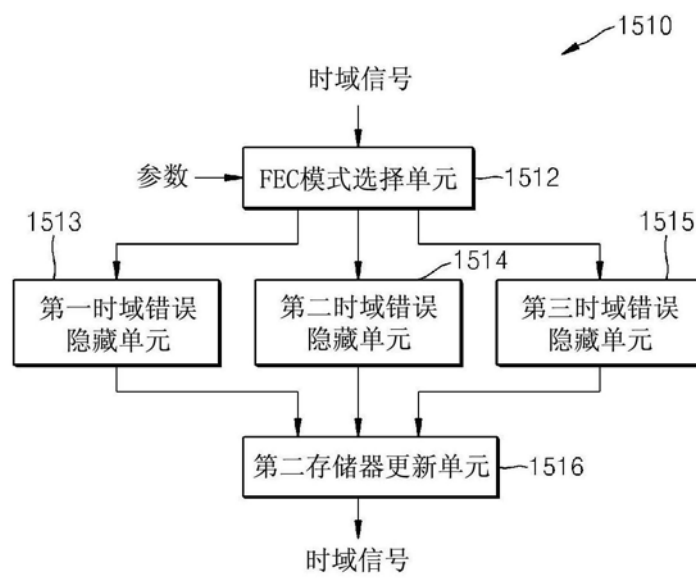 1510
时域信号
参数
FEC模式选择单元
1512
1513
1514
1515
第一时域错误
隐藏单元
第二时域错误
隐藏单元
第三时域错误
隐藏单元
第二存储器更新单元
1516
时域信号